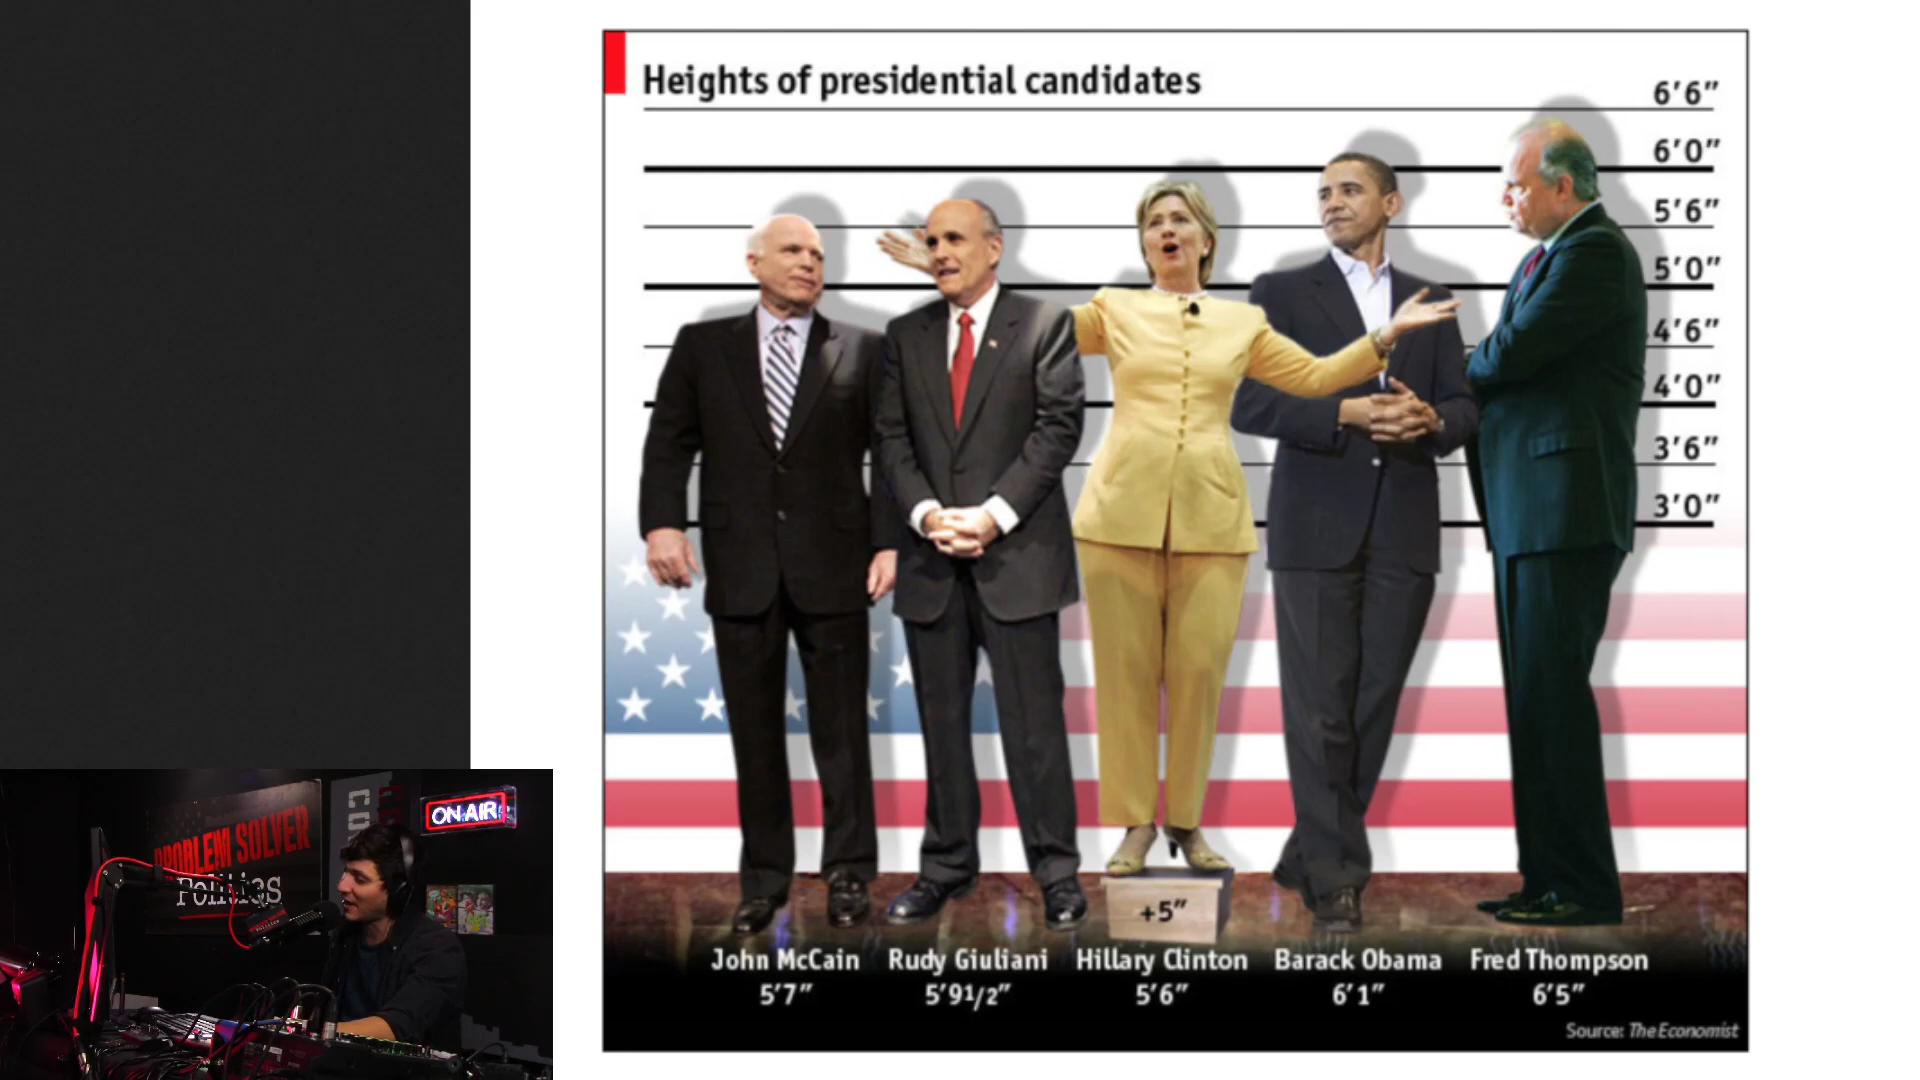 Heights of presidential candidates
6'6"
6'0"
5'6"
5'0"
4'6"
4'0"
3'6"
3'0"
+5"
John McCain Rudy Giuliani Hillary Clinton Barack Obama Fred Thompson
5'7" 5'9 1/2" 5'6" 6'1" 6'5"
Source: The Economist
ON AIR
PROBLEM SOLVER
Politics